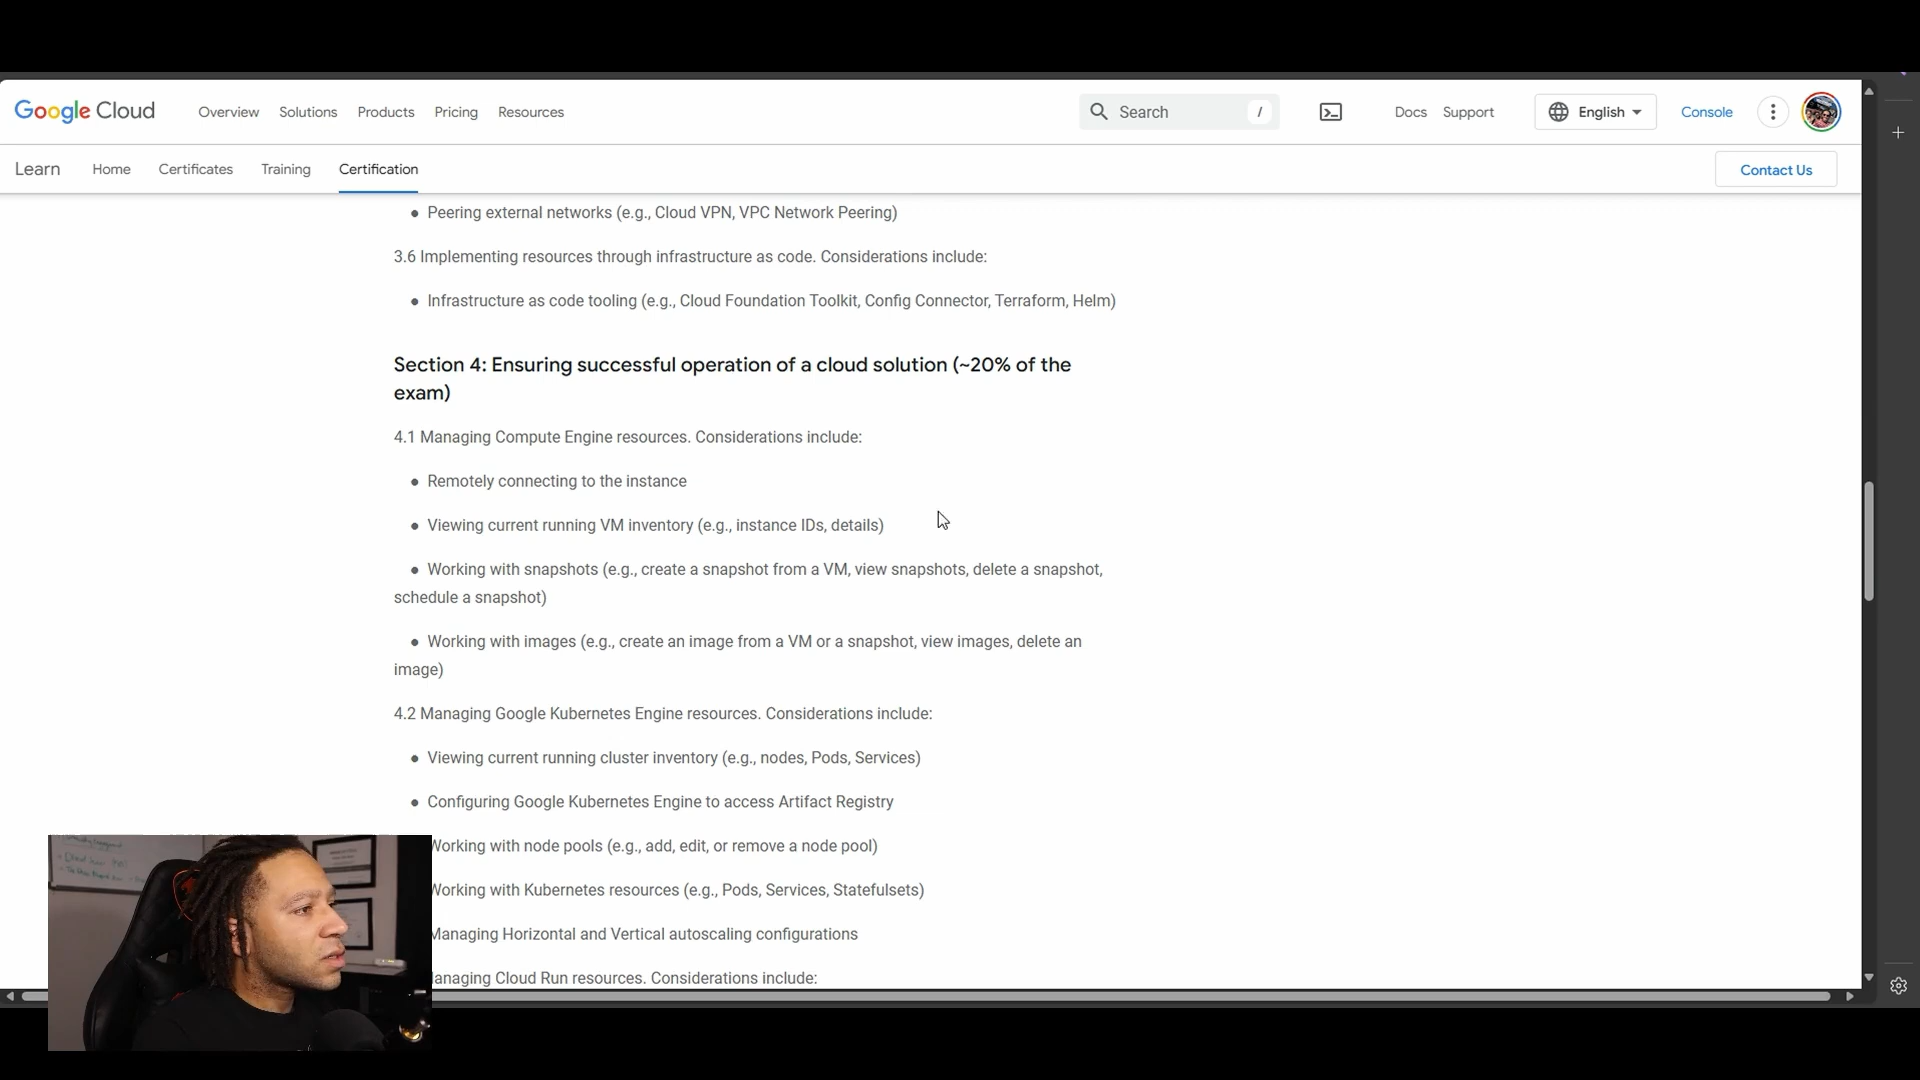 Google Cloud Overview Solutions Products Pricing Resources Search / Docs Support English Console
Learn Home Certificates Training Certification Contact Us
● Peering external networks (e.g., Cloud VPN, VPC Network Peering)
3.6 Implementing resources through infrastructure as code. Considerations include:
● Infrastructure as code tooling (e.g., Cloud Foundation Toolkit, Config Connector, Terraform, Helm)
Section 4: Ensuring successful operation of a cloud solution (~20% of the
exam)
4.1 Managing Compute Engine resources. Considerations include:
● Remotely connecting to the instance
● Viewing current running VM inventory (e.g., instance IDs, details)
● Working with snapshots (e.g., create a snapshot from a VM, view snapshots, delete a snapshot,
schedule a snapshot)
● Working with images (e.g., create an image from a VM or a snapshot, view images, delete an
image)
4.2 Managing Google Kubernetes Engine resources. Considerations include:
● Viewing current running cluster inventory (e.g., nodes, Pods, Services)
● Configuring Google Kubernetes Engine to access Artifact Registry
Working with node pools (e.g., add, edit, or remove a node pool)
Working with Kubernetes resources (e.g., Pods, Services, Statefulsets)
Managing Horizontal and Vertical autoscaling configurations
anaging Cloud Run resources. Considerations include: